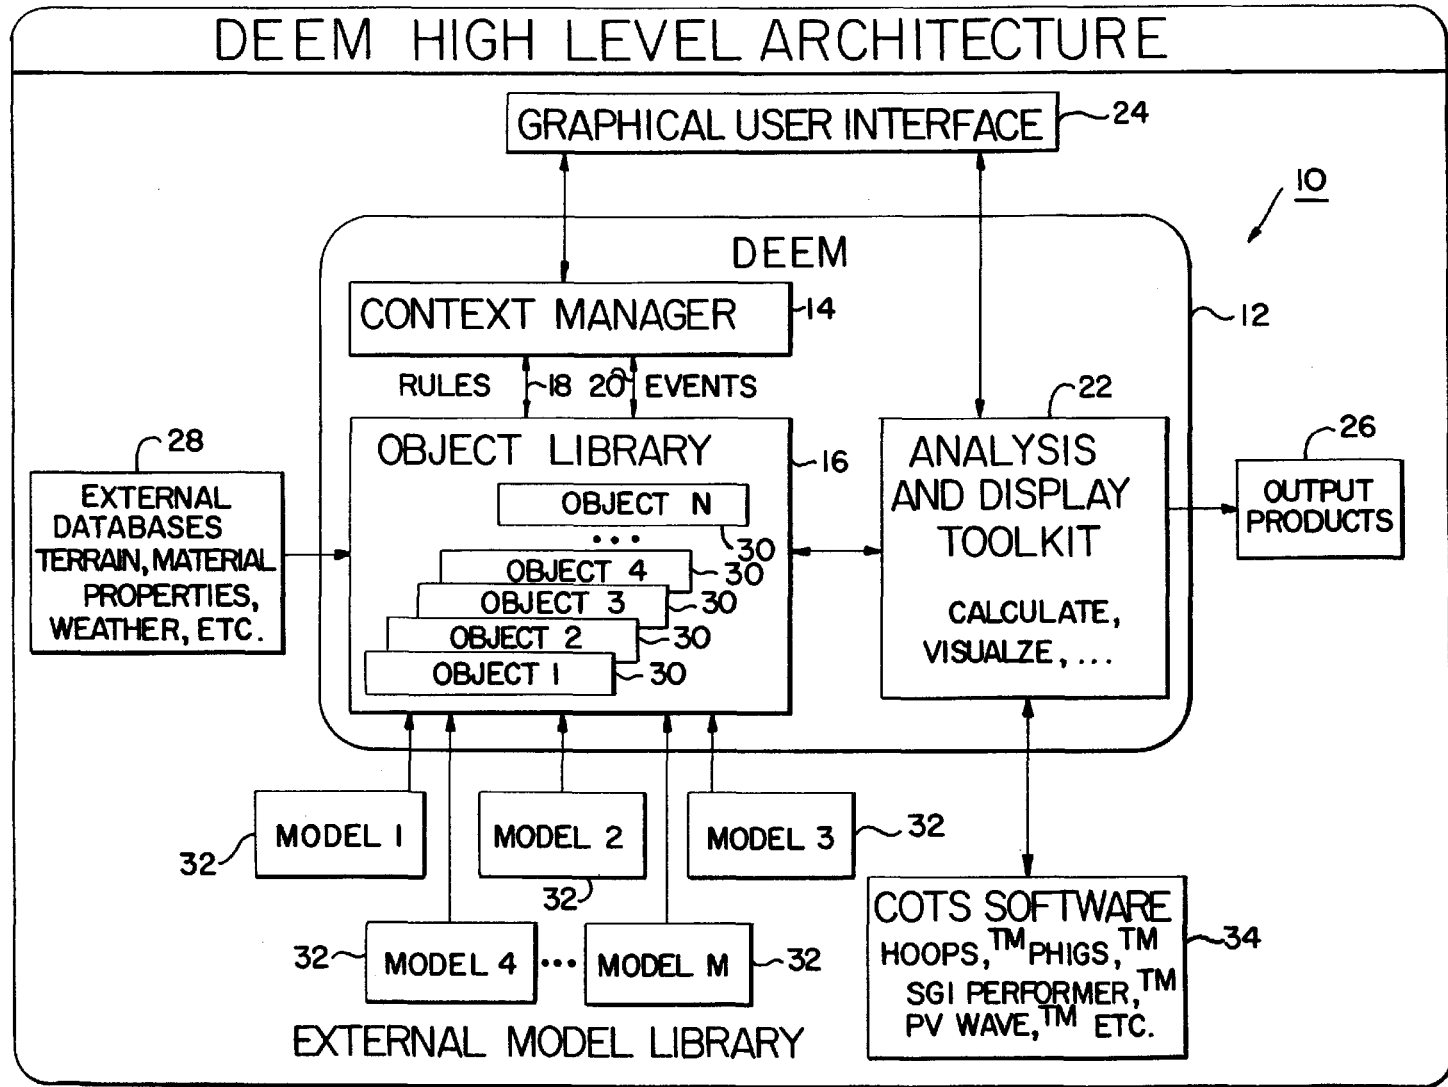 DEEM HIGH LEVEL ARCHITECTURE
GRAPHICAL USER INTERFACE
24
10
DEEM
CONTEXT MANAGER
14
12
RULES
18
20
EVENTS
22
28
OBJECT LIBRARY
16
ANALYSIS
AND DISPLAY
TOOLKIT
CALCULATE,
VISUALZE, ...
26
OUTPUT
PRODUCTS
EXTERNAL
DATABASES
TERRAIN, MATERIAL
PROPERTIES,
WEATHER, ETC.
OBJECT N
30
•••
OBJECT 4
30
OBJECT 3
30
OBJECT 2
30
OBJECT 1
30
MODEL 1
32
MODEL 2
32
MODEL 3
32
MODEL 4
32
•••
MODEL M
32
EXTERNAL MODEL LIBRARY
COTS SOFTWARE
HOOPS,™ PHIGS,™
SGI PERFORMER,™
PV WAVE,™ ETC.
34